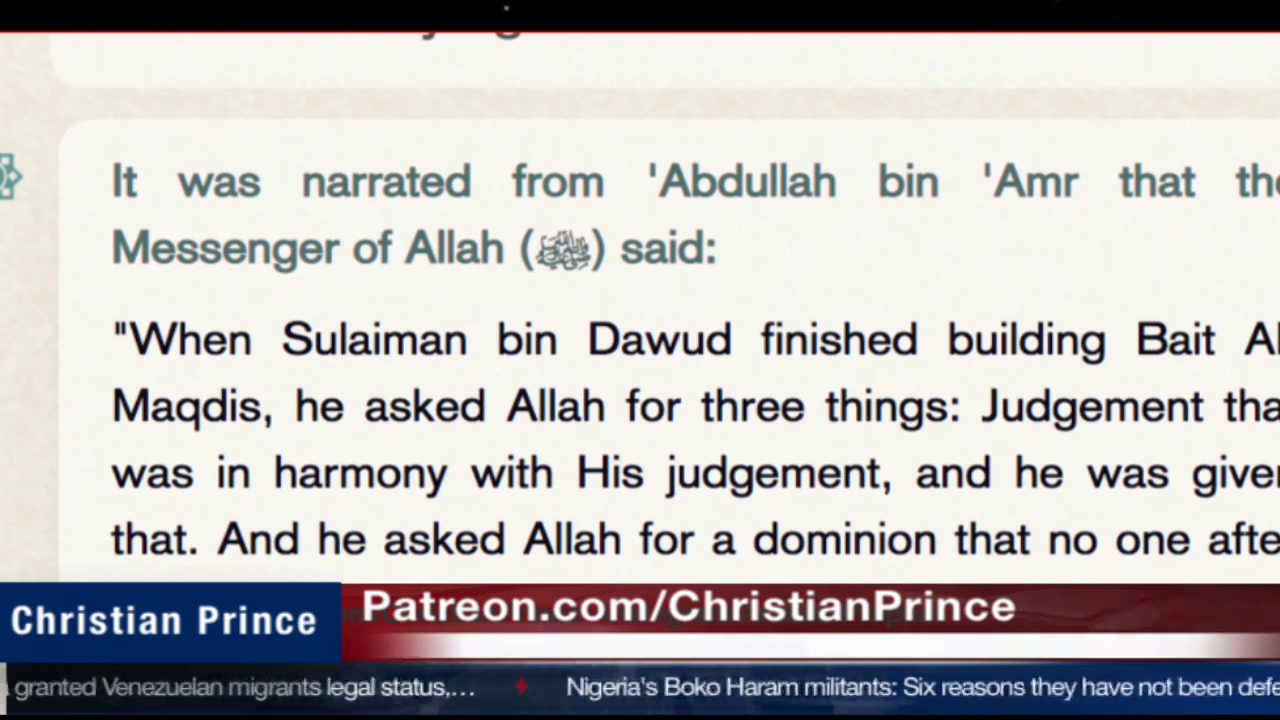 It was narrated from 'Abdullah bin 'Amr that the
Messenger of Allah (ﷺ) said:
"When Sulaiman bin Dawud finished building Bait Al
Maqdis, he asked Allah for three things: Judgement tha
was in harmony with His judgement, and he was given
that. And he asked Allah for a dominion that no one afte
Christian Prince
Patreon.com/ChristianPrince
granted Venezuelan migrants legal status,... Nigeria's Boko Haram militants: Six reasons they have not been defe